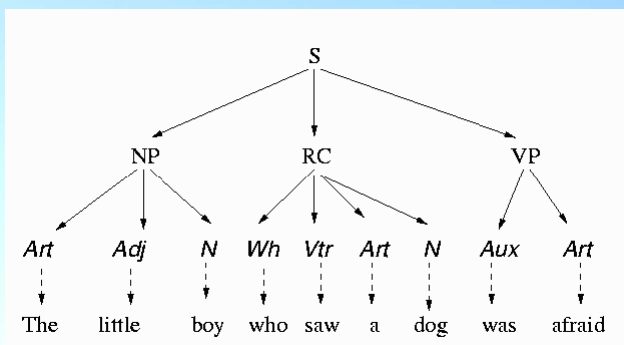 S
NP RC VP
Art Adj N Wh Vtr Art N Aux Art
The little boy who saw a dog was afraid